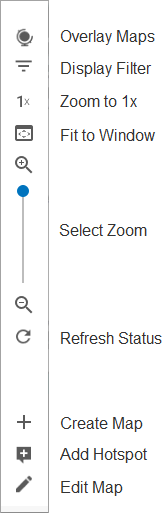 Overlay Maps
Display Filter
1x Zoom to 1x
Fit to Window
Select Zoom
Refresh Status
Create Map
Add Hotspot
Edit Map